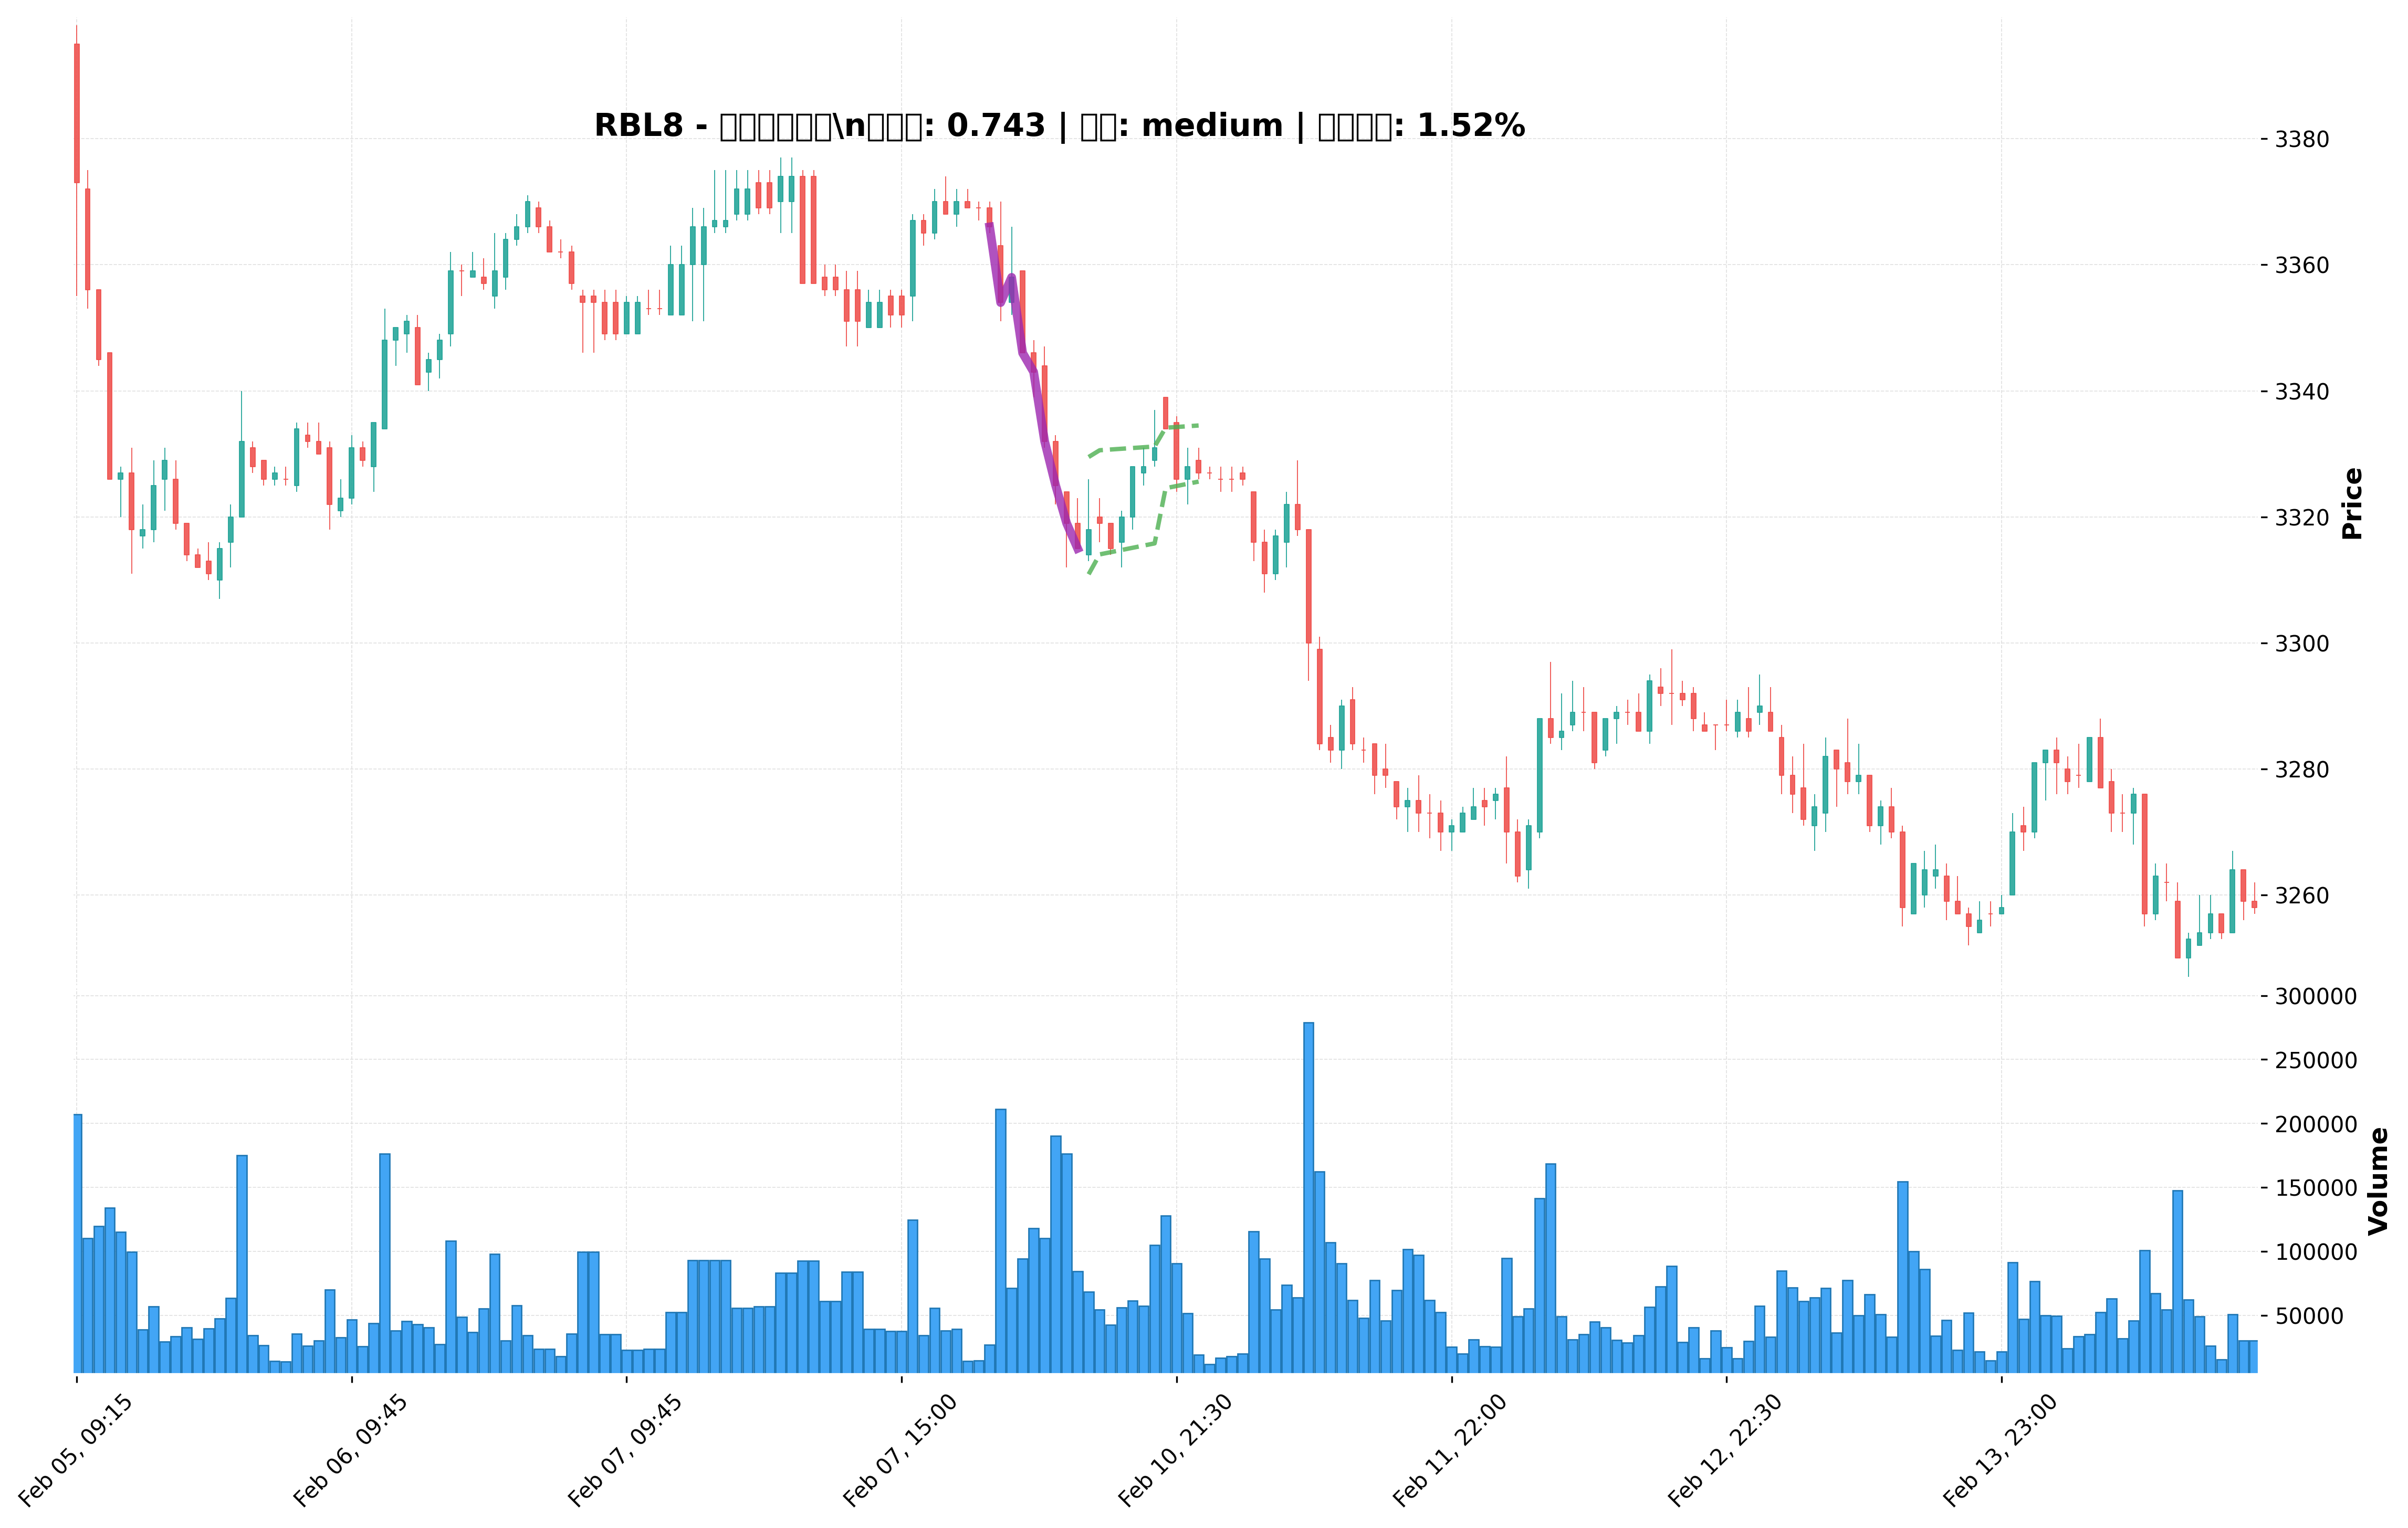 RBL8 - □□□□□□\n□□□: 0.743 | □□: medium | □□□□: 1.52%
3380
3360
3340
3320
3300
3280
3260
Price
300000
250000
200000
150000
100000
50000
Volume
Feb 05, 09:15
Feb 06, 09:45
Feb 07, 09:45
Feb 07, 15:00
Feb 10, 21:30
Feb 11, 22:00
Feb 12, 22:30
Feb 13, 23:00